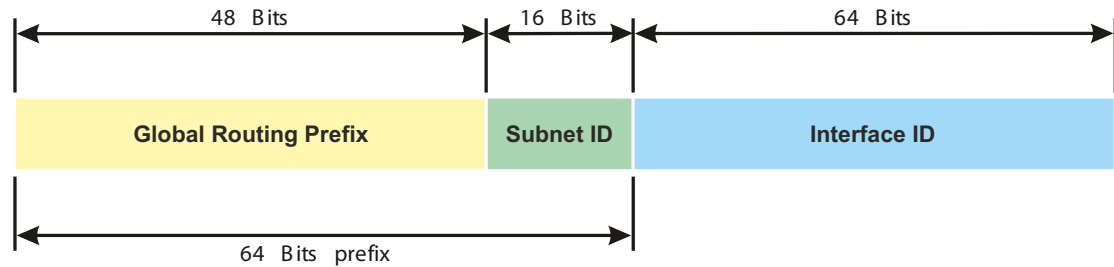 48 Bits 16 Bits 64 Bits
Global Routing Prefix Subnet ID Interface ID
64 Bits prefix